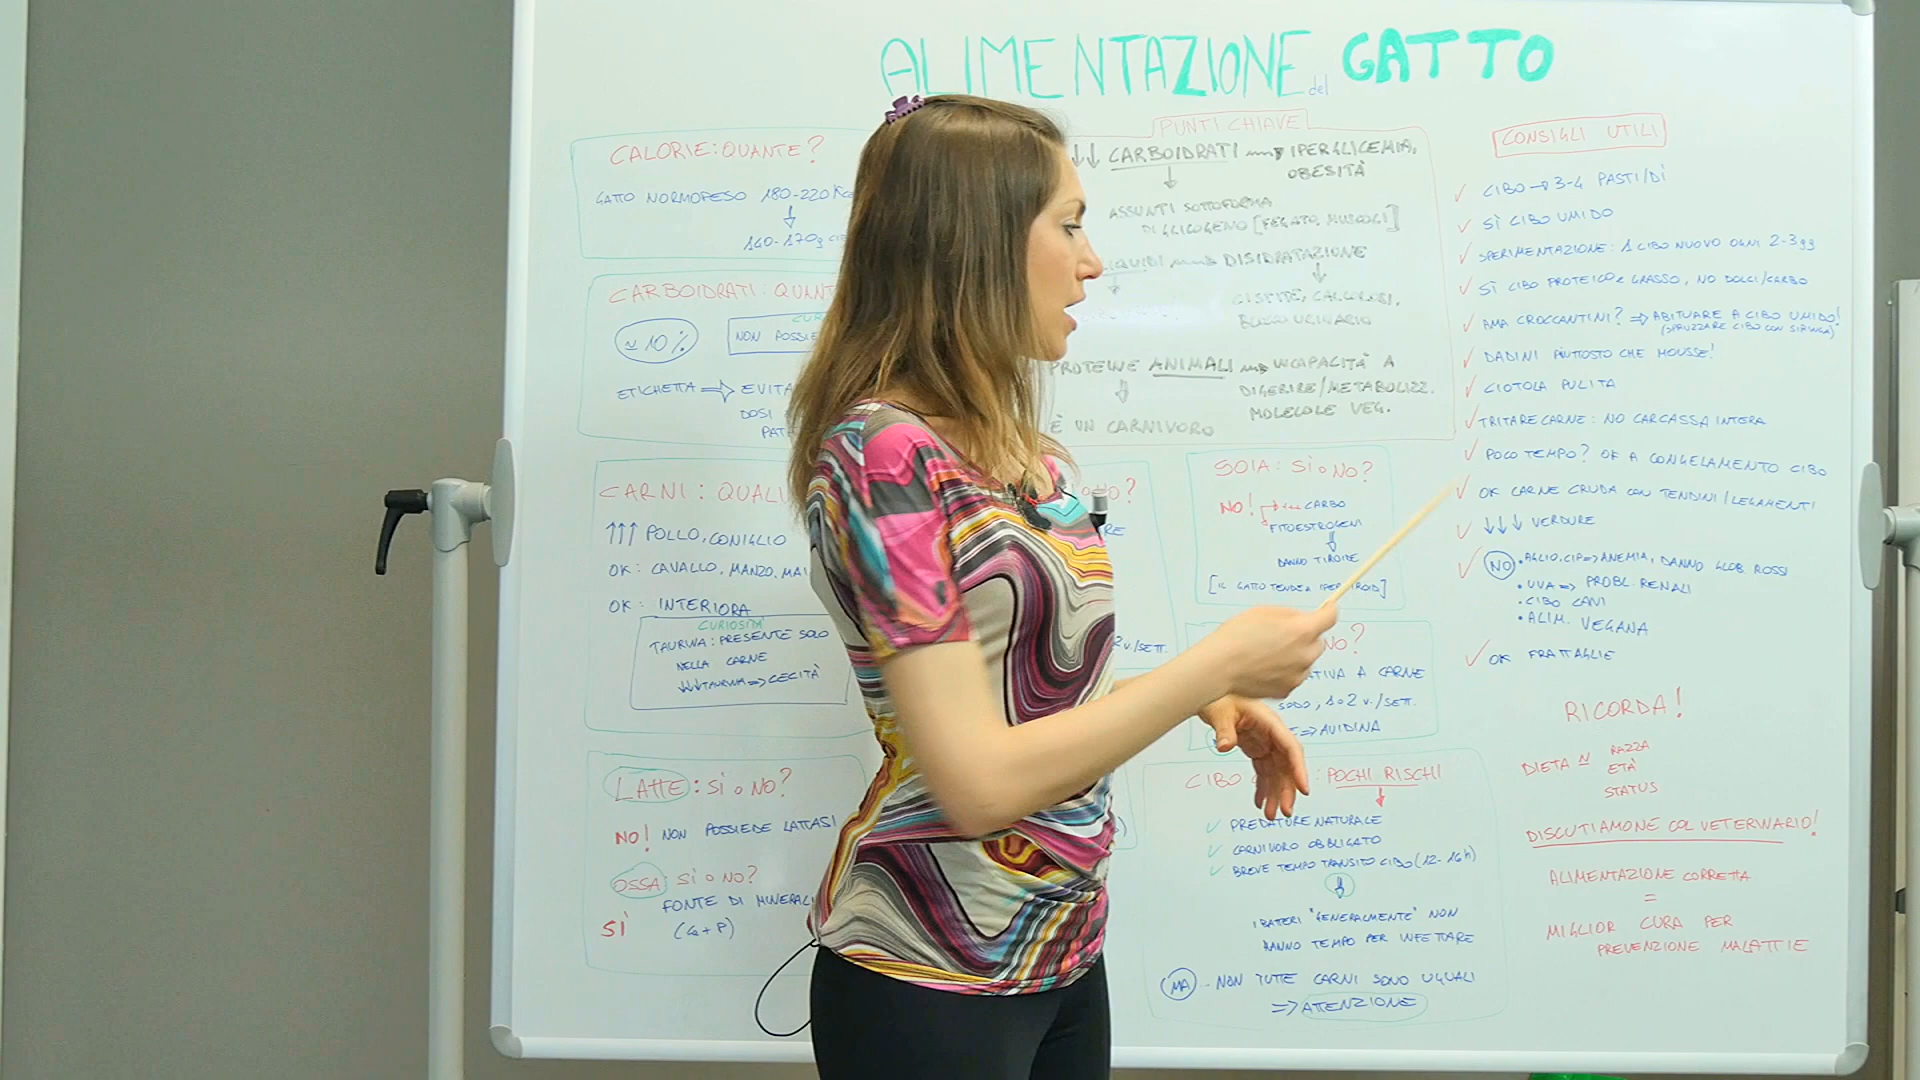 ALIMENTAZIONE del GATTO
CALORIE: QUANTE?
GATTO NORMOPESO 180-220 Kca
↓
140-170g CIB
CARBOIDRATI: QUANT
≃ 10%
CUR
NON POSSIE
ETICHETTA ⇒ EVITA
DOSI
PAT
CARNI: QUALI
↑↑↑ POLLO, CONIGLIO
OK: CAVALLO, MANZO, MAI
OK: INTERIORA
CURIOSITÀ
TAURINA: PRESENTE SOLO
NELLA CARNE
↓↓↓ TAURINA => CECITÀ
LATTE: SÌ o NO?
NO! NON POSSIEDE LATTASI
OSSA: SÌ o NO?
FONTE DI MINERALI
SÌ (Ca + P)
PUNTI CHIAVE
↓↓ CARBOIDRATI → IPERGLICEMIA,
OBESITÀ
↓
ASSUNTI SOTTOFORMA
DI GLICOGENO [FEGATO, MUSCOLI]
LIQUIDI → DISIDRATAZIONE
↓
CISTITE, CALCOLOSI,
BLOCCO URINARIO
PROTEINE ANIMALI → INCAPACITÀ A
DIGERIRE/METABOLIZZ.
MOLECOLE VEG.
↓
È UN CARNIVORO
NO?
RE
2 v./SETT.
SOIA: SÌ o NO?
NO! CARBO
FITOESTROGENI
⇓
DANNO TIROIDE
[IL GATTO TENDE A IPERTIROID]
NO?
ATIVA A CARNE
SODO, 1 o 2 v./SETT.
=> AVIDINA
CIBO : POCHI RISCHI
↓
✓ PREDATORE NATURALE
✓ CARNIVORO OBBLIGATO
✓ BREVE TEMPO TRANSITO CIBO (12-16h)
⇓
I BATTERI "GENERALMENTE" NON
HANNO TEMPO PER INFETTARE
MA - NON TUTTE CARNI SONO UGUALI
=> ATTENZIONE
CONSIGLI UTILI
✓ CIBO → 3-4 PASTI/DÌ
✓ SÌ CIBO UMIDO
✓ SPERIMENTAZIONE: 1 CIBO NUOVO OGNI 2-3gg
✓ SÌ CIBO PROTEICO e GRASSO, NO DOLCI/CARBO
✓ AMA CROCCANTINI? ⇒ ABITUARE A CIBO UMIDO!
(SPRUZZARE CIBO CON SIRINGA)
✓ DADINI PIUTTOSTO CHE MOUSSE!
✓ CIOTOLA PULITA
✓ TRITARE CARNE: NO CARCASSA INTERA
✓ POCO TEMPO? OK A CONGELAMENTO CIBO
✓ OK CARNE CRUDA CON TENDINI/LEGAMENTI
✓ ↓↓↓ VERDURE
✓ NO • AGLIO, CIP => ANEMIA, DANNO GLOB. ROSSI
• UVA => PROBL. RENALI
• CIBO CANI
• ALIM. VEGANA
✓ OK FRATTAGLIE
RICORDA!
DIETA ≃ RAZZA
ETÀ
STATUS
DISCUTIAMONE COL VETERINARIO!
ALIMENTAZIONE CORRETTA
=
MIGLIOR CURA PER
PREVENZIONE MALATTIE